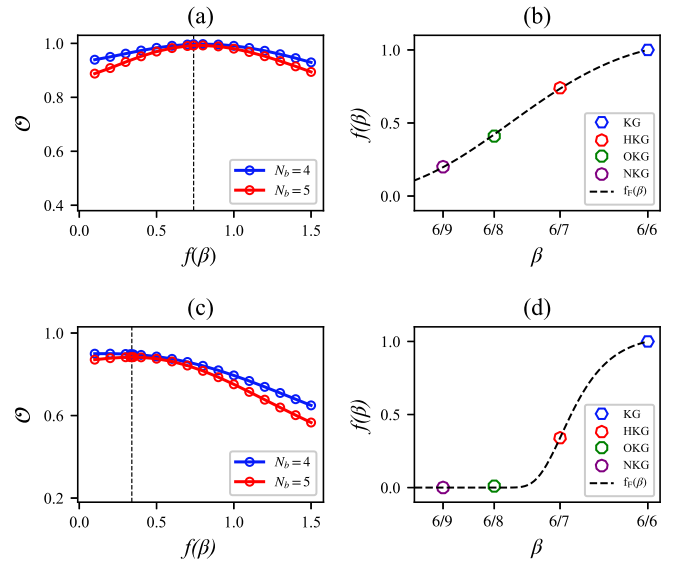 (a)
1.0
0.8
0.6
0.4
𝒪
N_b = 4
N_b = 5
0.0 0.5 1.0 1.5
f(β)
(b)
1.0
0.5
0.0
f(β)
KG
HKG
OKG
NKG
f_F(β)
6/9 6/8 6/7 6/6
β
(c)
1.0
0.6
0.2
𝒪
N_b = 4
N_b = 5
0.0 0.5 1.0 1.5
f(β)
(d)
1.0
0.5
0.0
f(β)
KG
HKG
OKG
NKG
f_F(β)
6/9 6/8 6/7 6/6
β